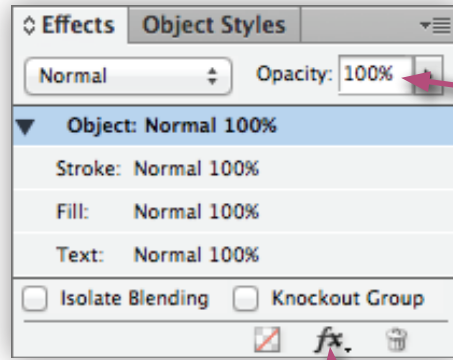 Effects Object Styles
Normal Opacity: 100%
Object: Normal 100%
Stroke: Normal 100%
Fill: Normal 100%
Text: Normal 100%
Isolate Blending Knockout Group
fx.